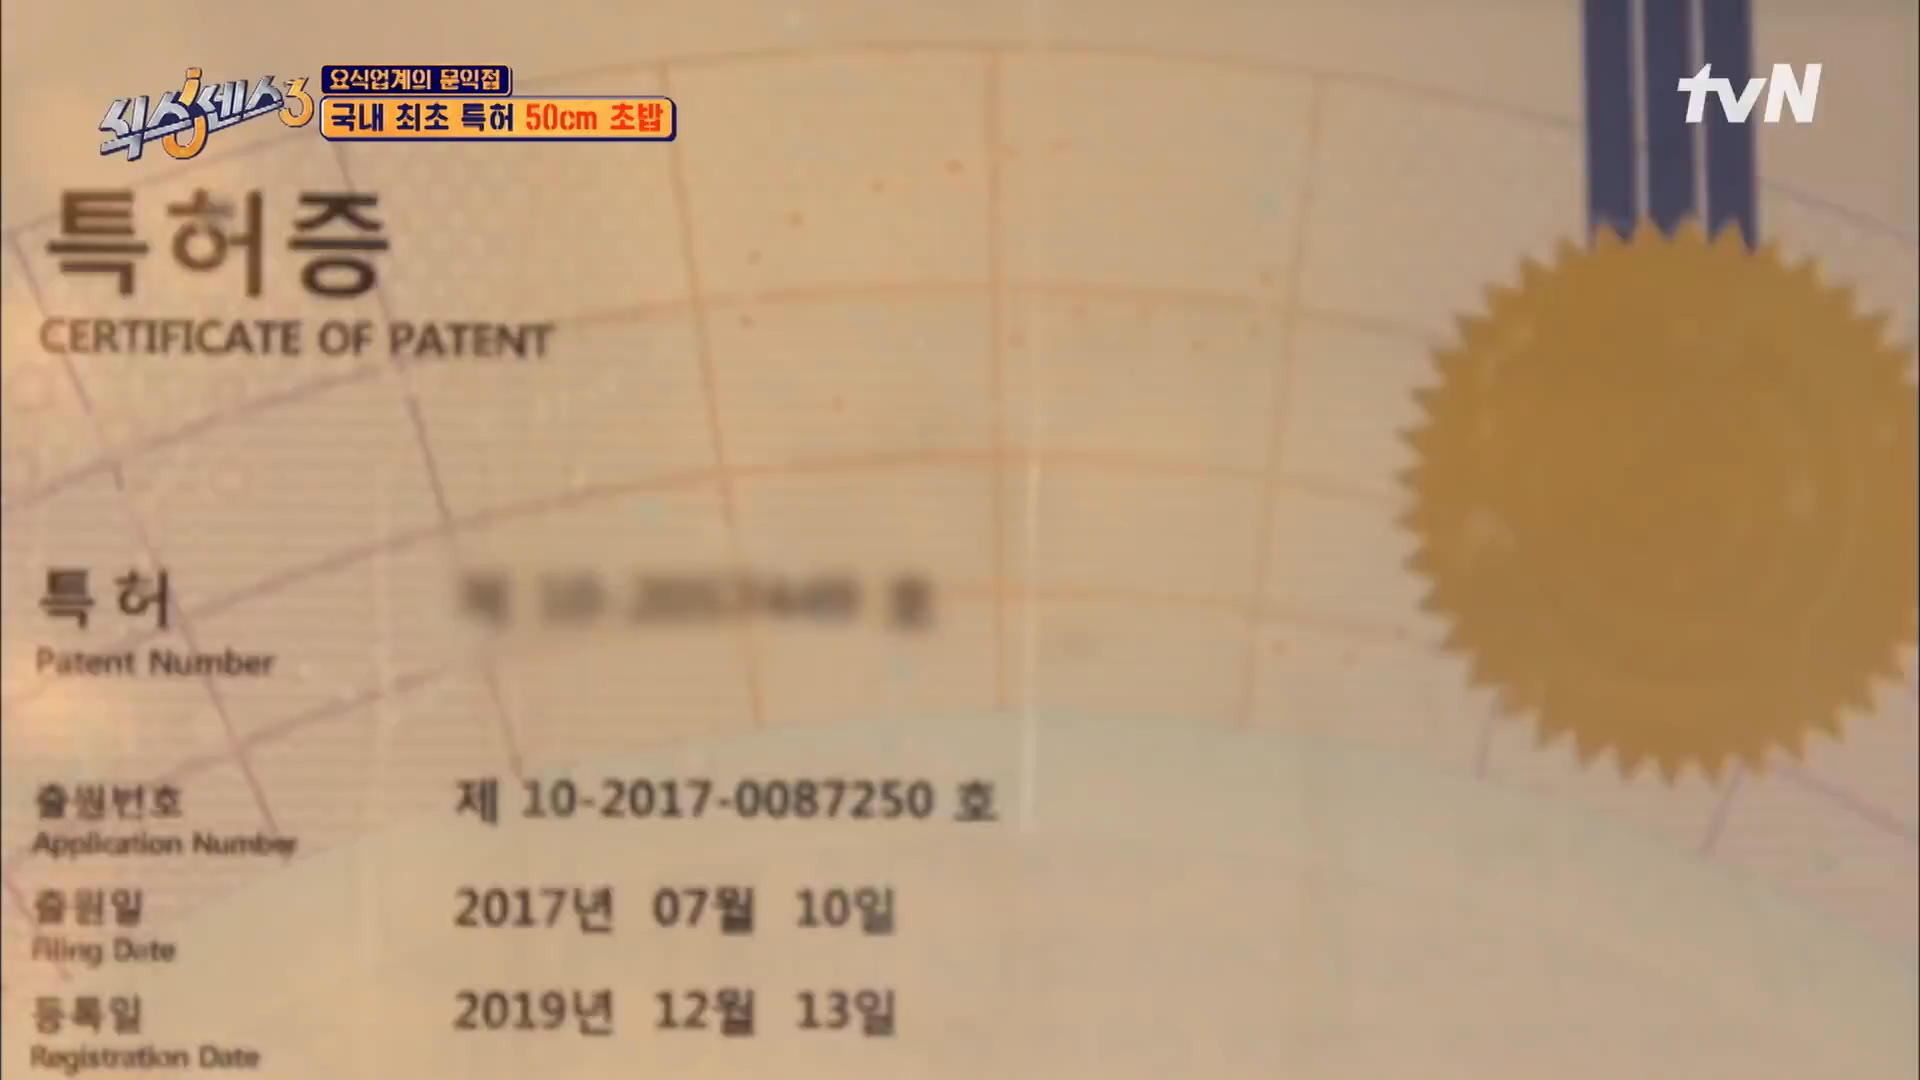 식스센스3
요식업계의 문익점
국내 최초 특허 50cm 초밥
tvN
특허증
CERTIFICATE OF PATENT
특 허
Patent Number
출원번호 제 10-2017-0087250 호
Application Number
출원일 2017년 07월 10일
Filing Date
등록일 2019년 12월 13일
Registration Date